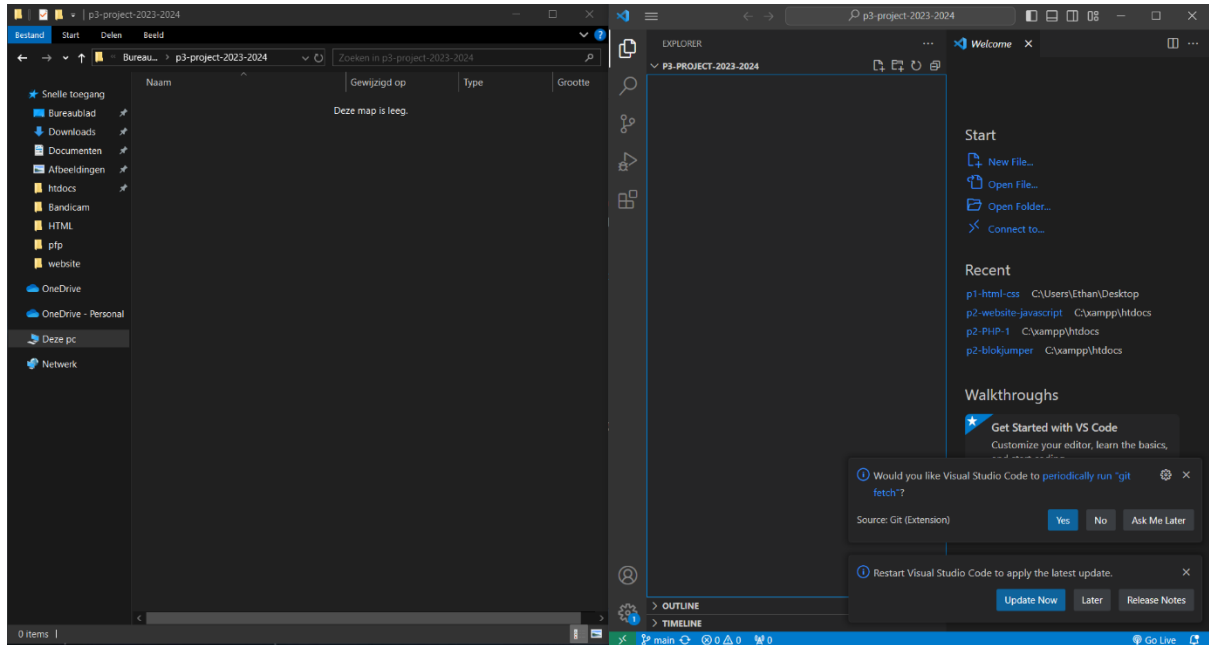 p3-project-2023-2024
Bestand Start Delen Beeld
Bureau... > p3-project-2023-2024
Zoeken in p3-project-2023-2024
Naam Gewijzigd op Type Grootte
Deze map is leeg.
Snelle toegang
Bureaublad
Downloads
Documenten
Afbeeldingen
htdocs
Bandicam
HTML
pfp
website
OneDrive
OneDrive - Personal
Deze pc
Netwerk
0 items
p3-project-2023-2024
EXPLORER
P3-PROJECT-2023-2024
OUTLINE
TIMELINE
Welcome
Start
New File...
Open File...
Open Folder...
Connect to...
Recent
p1-html-css C:\Users\Ethan\Desktop
p2-website-javascript C:\xampp\htdocs
p2-PHP-1 C:\xampp\htdocs
p2-blokjumper C:\xampp\htdocs
Walkthroughs
Get Started with VS Code
Customize your editor, learn the basics,
and start coding
Would you like Visual Studio Code to periodically run "git
fetch"?
Source: Git (Extension)
Yes No Ask Me Later
Restart Visual Studio Code to apply the latest update.
Update Now Later Release Notes
1
main 0 0 0 Go Live